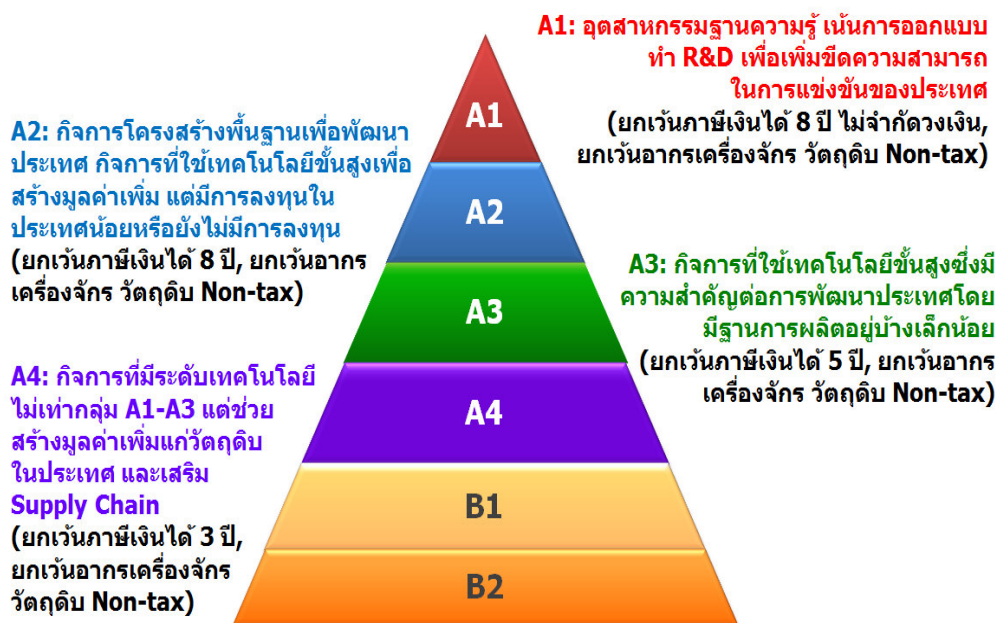 A1: อุตสาหกรรมฐานความรู้ เน้นการออกแบบ
ทำ R&D เพื่อเพิ่มขีดความสามารถ
ในการแข่งขันของประเทศ
(ยกเว้นภาษีเงินได้ 8 ปี ไม่จำกัดวงเงิน,
ยกเว้นอากรเครื่องจักร วัตถุดิบ Non-tax)
A2: กิจการโครงสร้างพื้นฐานเพื่อพัฒนา
ประเทศ กิจการที่ใช้เทคโนโลยีขั้นสูงเพื่อ
สร้างมูลค่าเพิ่ม แต่มีการลงทุนใน
ประเทศน้อยหรือยังไม่มีการลงทุน
(ยกเว้นภาษีเงินได้ 8 ปี, ยกเว้นอากร
เครื่องจักร วัตถุดิบ Non-tax)
A3: กิจการที่ใช้เทคโนโลยีขั้นสูงซึ่งมี
ความสำคัญต่อการพัฒนาประเทศโดย
มีฐานการผลิตอยู่บ้างเล็กน้อย
(ยกเว้นภาษีเงินได้ 5 ปี, ยกเว้นอากร
เครื่องจักร วัตถุดิบ Non-tax)
A4: กิจการที่มีระดับเทคโนโลยี
ไม่เท่ากลุ่ม A1-A3 แต่ช่วย
สร้างมูลค่าเพิ่มแก่วัตถุดิบ
ในประเทศ และเสริม
Supply Chain
(ยกเว้นภาษีเงินได้ 3 ปี,
ยกเว้นอากรเครื่องจักร
วัตถุดิบ Non-tax)
A1
A2
A3
A4
B1
B2